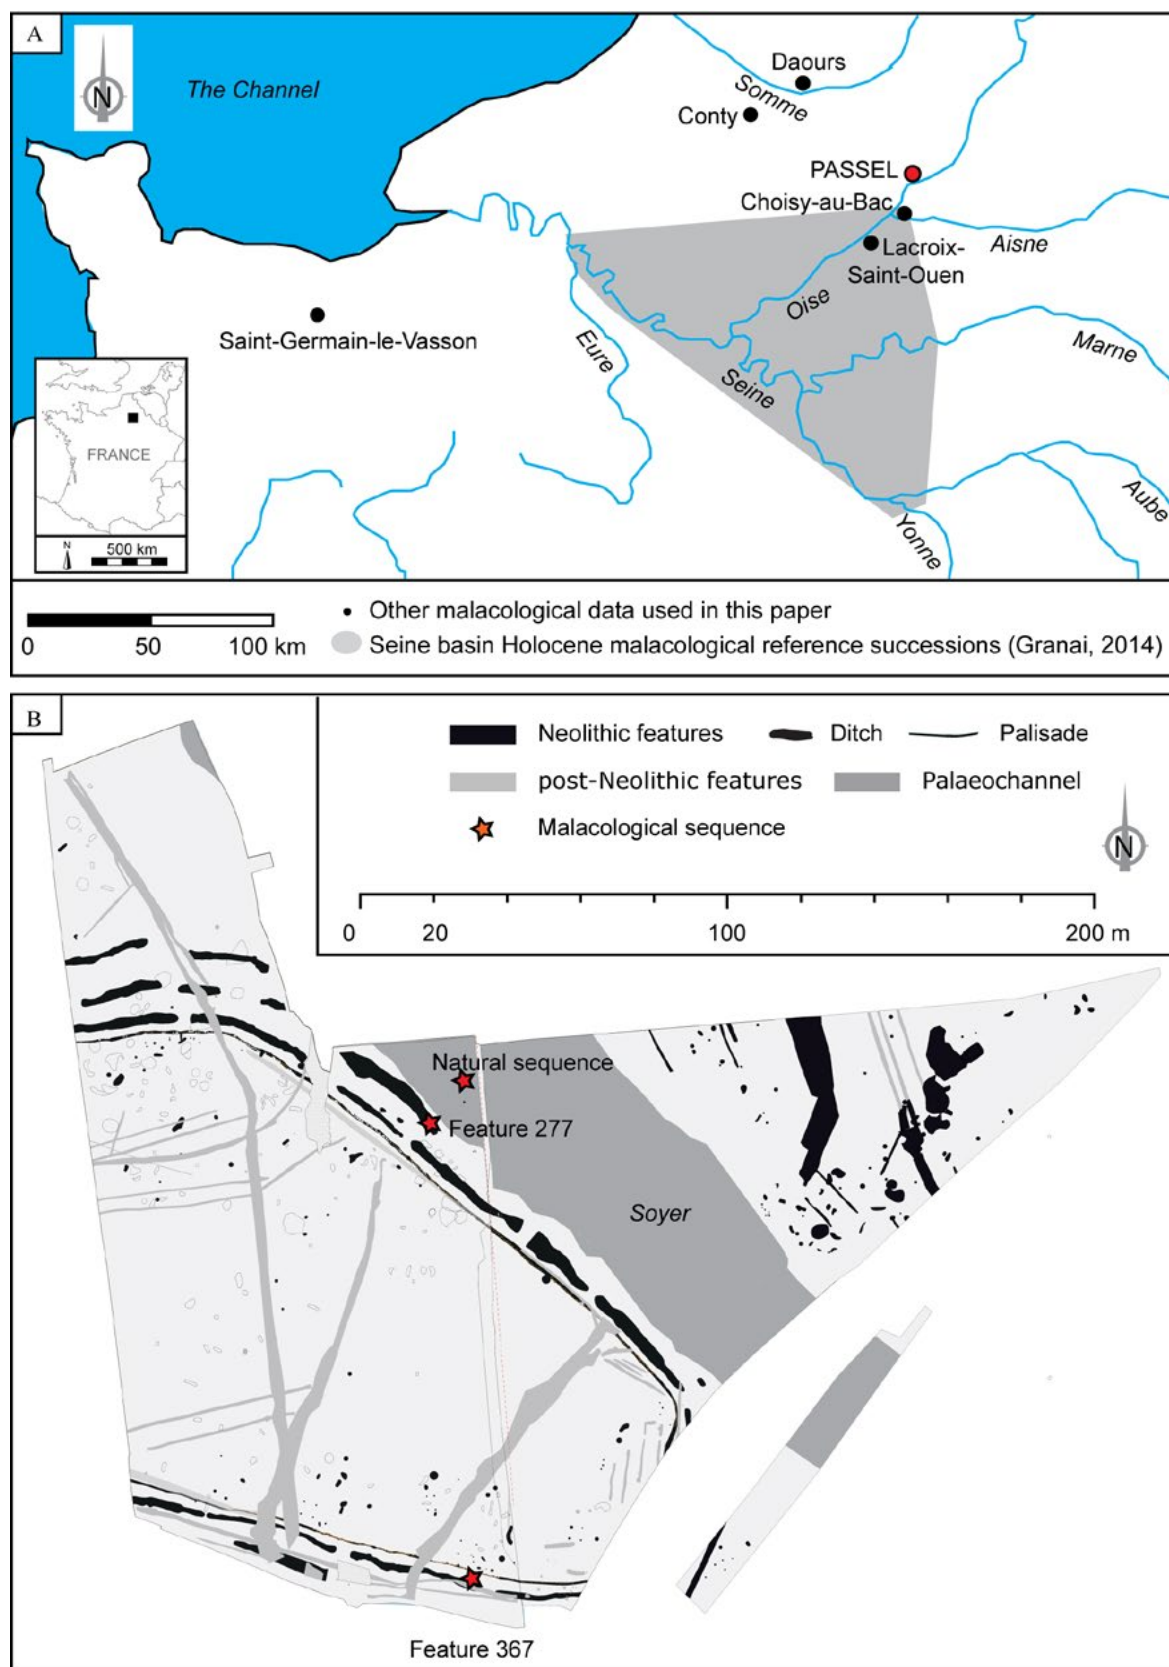 A
N
The Channel
Daours
Somme
Conty
PASSEL
Choisy-au-Bac
Aisne
Lacroix-
Saint-Ouen
Oise
Saint-Germain-le-Vasson
Eure
Marne
Seine
FRANCE
Aube
Yonne
N
500 km
0 50 100 km
Other malacological data used in this paper
Seine basin Holocene malacological reference successions (Granai, 2014)
B
Neolithic features Ditch Palisade
post-Neolithic features Palaeochannel
Malacological sequence
N
0 20 100 200 m
Natural sequence
Feature 277
Soyer
Feature 367